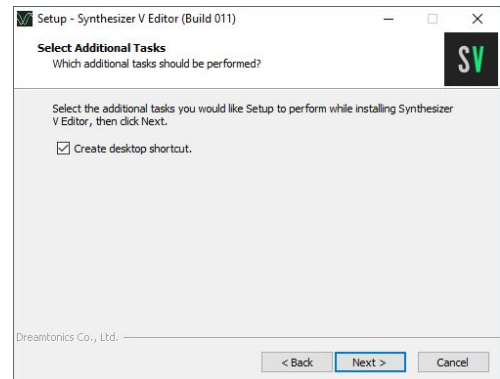 Setup - Synthesizer V Editor (Build 011)
Select Additional Tasks
Which additional tasks should be performed?
SV
Select the additional tasks you would like Setup to perform while installing Synthesizer
V Editor, then click Next.
Create desktop shortcut.
Dreamtonics Co., Ltd.
< Back Next > Cancel